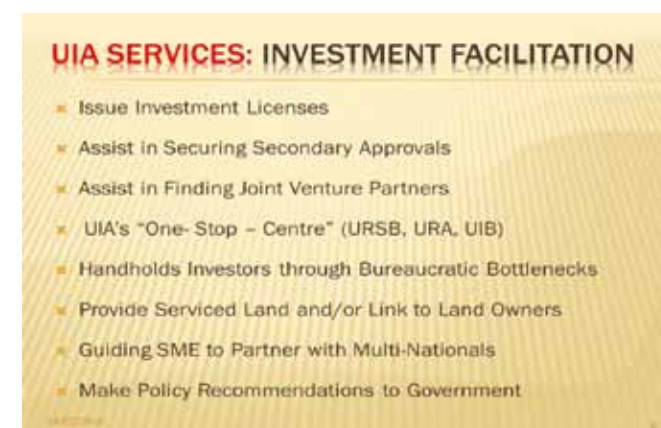 UIA SERVICES: INVESTMENT FACILITATION
Issue Investment Licenses
Assist in Securing Secondary Approvals
Assist in Finding Joint Venture Partners
UIA's "One- Stop – Centre" (URSB, URA, UIB)
Handholds Investors through Bureaucratic Bottlenecks
Provide Serviced Land and/or Link to Land Owners
Guiding SME to Partner with Multi-Nationals
Make Policy Recommendations to Government